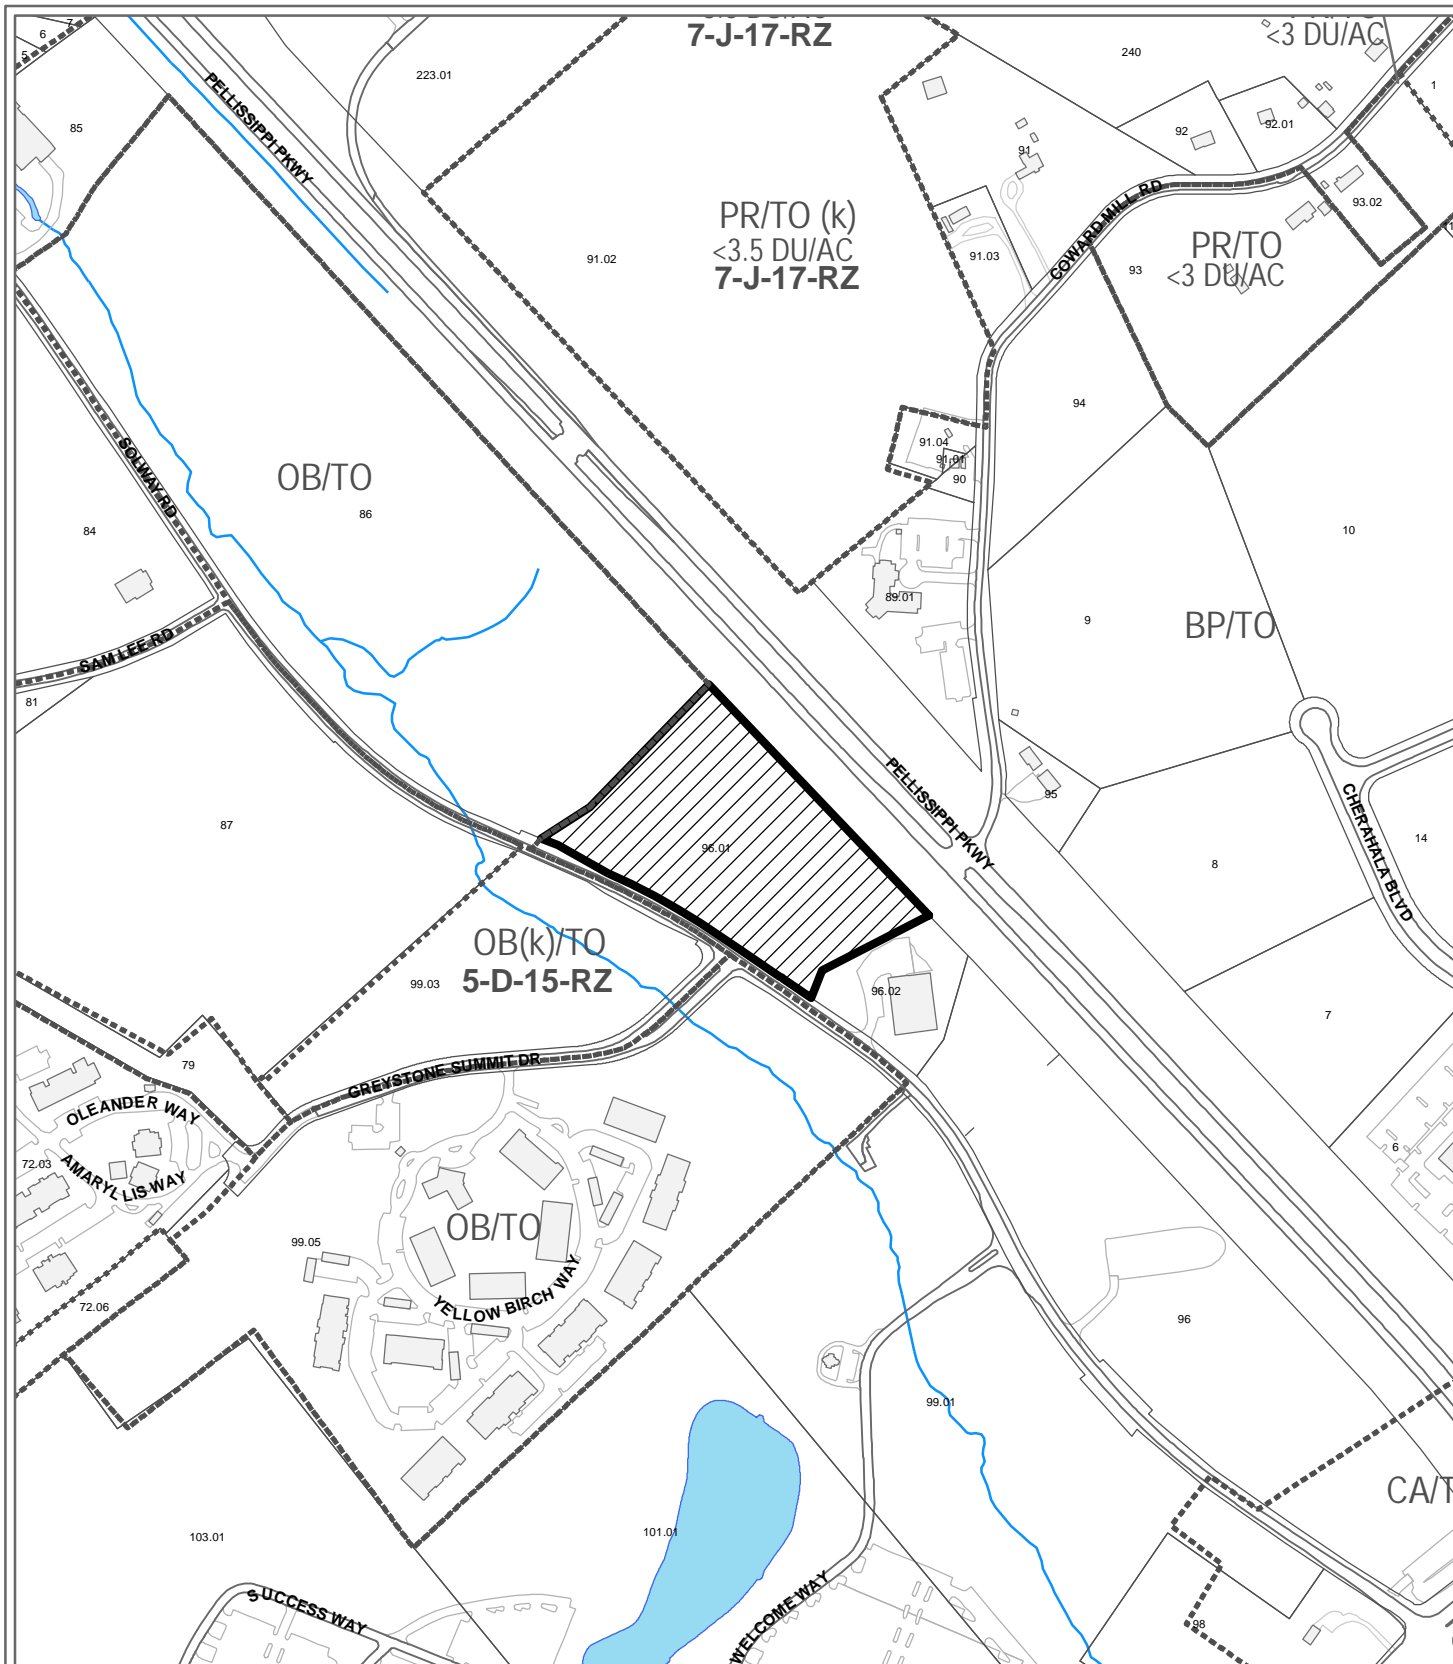 7-J-17-RZ
<3 DU/AC
7
6
5
223.01
240
1
85
PELLISSIPPI PKWY
92
92.01
91
93.02
COWARD MILL RD
PR/TO (k)
<3.5 DU/AC
7-J-17-RZ
91.02
91.03
93
PR/TO
<3 DU/AC
94
91.04
91.01
90
SOLWAY RD
OB/TO
86
84
10
89.01
9
BP/TO
SAM LEE RD
81
PELLISSIPPI PKWY
95
CHERAHALA BLVD
87
96.01
8
14
OB(k)/TO
5-D-15-RZ
99.03
96.02
7
79
GREYSTONE SUMMIT DR
OLEANDER WAY
AMARYLLIS WAY
72.03
6
OB/TO
99.05
YELLOW BIRCH WAY
72.06
96
99.01
CA/T
103.01
101.01
SUCCESS WAY
WELCOME WAY
98